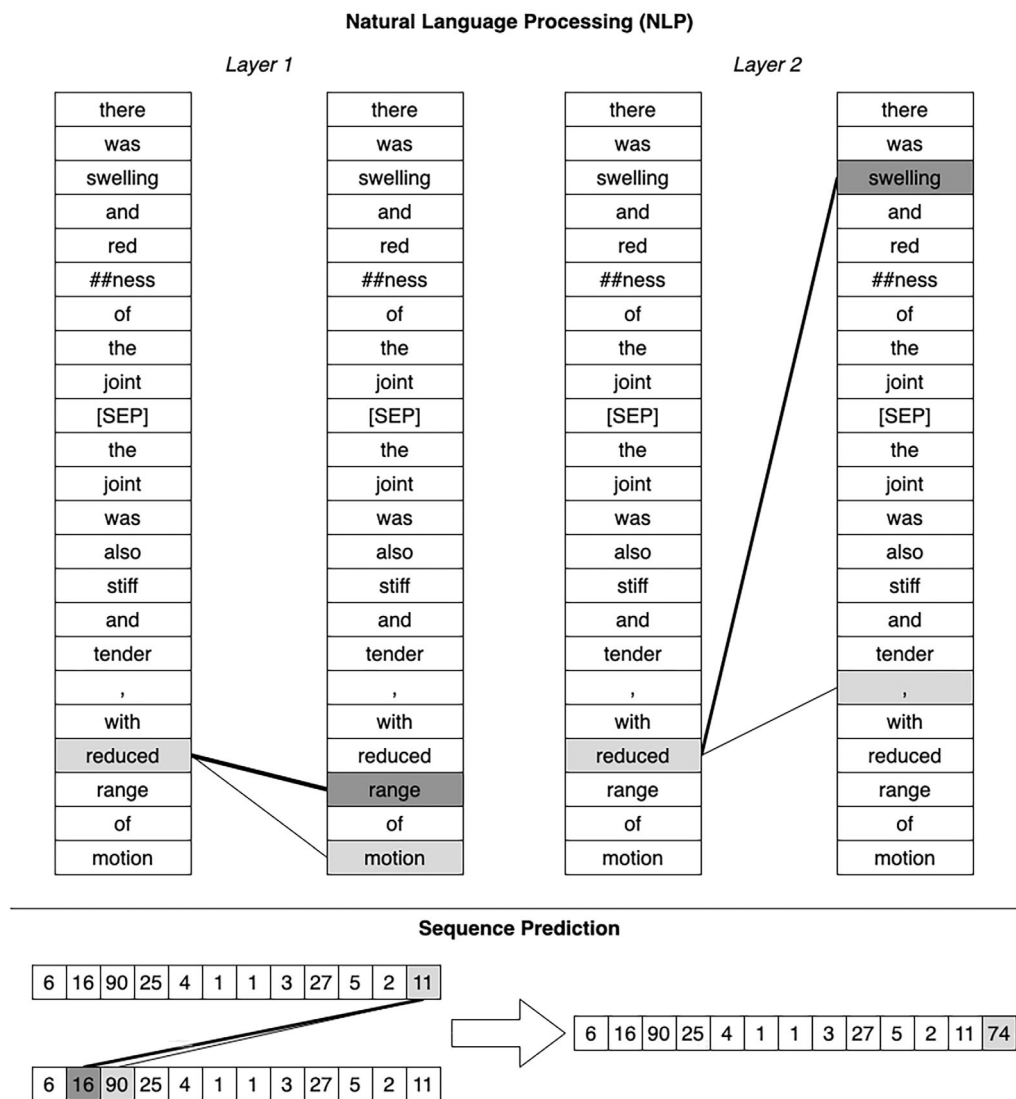 Natural Language Processing (NLP)
Layer 1 Layer 2
there there there there
was was was was
swelling swelling swelling swelling
and and and and
red red red red
##ness ##ness ##ness ##ness
of of of of
the the the the
joint joint joint joint
[SEP] [SEP] [SEP] [SEP]
the the the the
joint joint joint joint
was was was was
also also also also
stiff stiff stiff stiff
and and and and
tender tender tender tender
, , , ,
with with with with
reduced reduced reduced reduced
range range range range
of of of of
motion motion motion motion
Sequence Prediction
6 16 90 25 4 1 1 3 27 5 2 11
6 16 90 25 4 1 1 3 27 5 2 11 74
6 16 90 25 4 1 1 3 27 5 2 11